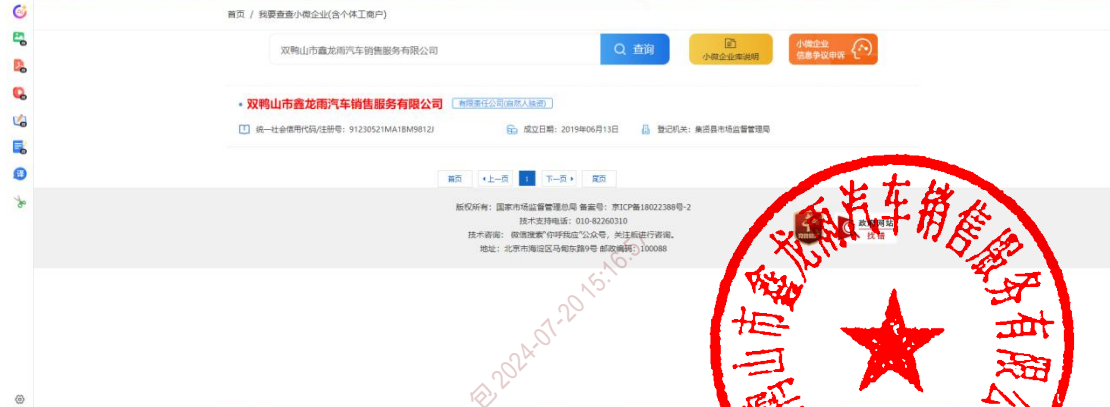 首页 / 我要查查小微企业(含个体工商户)
双鸭山市鑫龙雨汽车销售服务有限公司
查询
小微企业库说明
小微企业
信息争议申诉
双鸭山市鑫龙雨汽车销售服务有限公司 有限责任公司(自然人独资)
统一社会信用代码/注册号：91230521MA1BM9812J 成立日期：2019年06月13日 登记机关：集贤县市场监督管理局
首页 上一页 1 下一页 尾页
版权所有：国家市场监督管理总局 备案号：京ICP备18022388号-2
技术支持电话：010-82260310
技术咨询： 微信搜索“你呼我应”公众号，关注后进行咨询。
地址：北京市海淀区马甸东路9号 邮政编码：100088
政府网站
找错
鸭山市鑫龙雨汽车销售服务有限公
包 2024-07-20 15:16:57
译